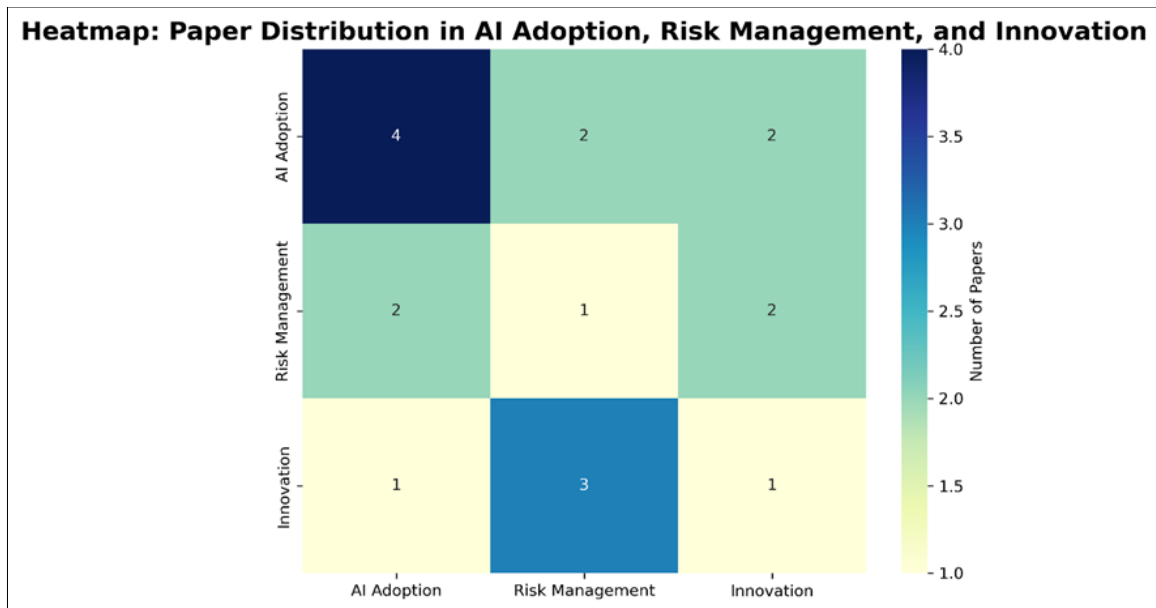 Heatmap: Paper Distribution in AI Adoption, Risk Management, and Innovation
AI Adoption
4
2
2
Risk Management
2
1
2
Innovation
1
3
1
AI Adoption
Risk Management
Innovation
4.0
3.5
3.0
2.5
2.0
1.5
1.0
Number of Papers